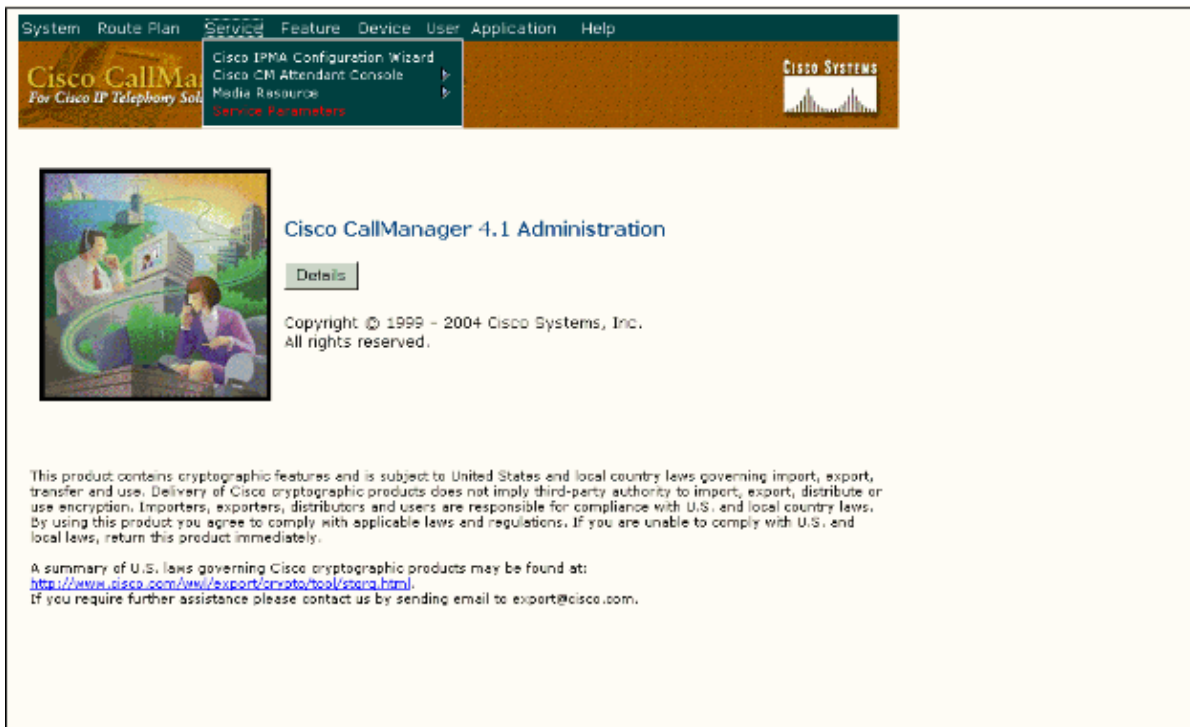 System Route Plan Service Feature Device User Application Help
Cisco IPMA Configuration Wizard
Cisco CM Attendant Console
Media Resource
Service Parameters
Cisco CallMa
For Cisco IP Telephony Sol
CISCO SYSTEMS
Cisco CallManager 4.1 Administration
Details
Copyright © 1999 - 2004 Cisco Systems, Inc.
All rights reserved.
This product contains cryptographic features and is subject to United States and local country laws governing import, export,
transfer and use. Delivery of Cisco cryptographic products does not imply third-party authority to import, export, distribute or
use encryption. Importers, exporters, distributors and users are responsible for compliance with U.S. and local country laws.
By using this product you agree to comply with applicable laws and regulations. If you are unable to comply with U.S. and
local laws, return this product immediately.
A summary of U.S. laws governing Cisco cryptographic products may be found at:
http://www.cisco.com/wwl/export/crypto/tool/stqrg.html.
If you require further assistance please contact us by sending email to export@cisco.com.